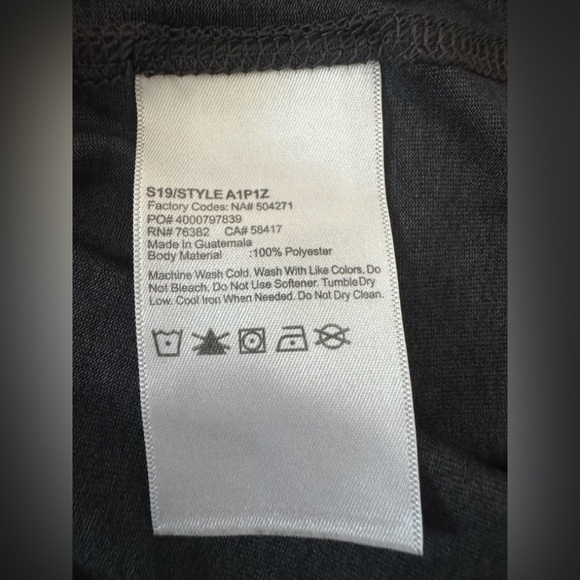 S19/STYLE A1P1Z
Factory Codes: NA# 504271
PO# 4000797839
RN# 76382 CA# 58417
Made In Guatemala
Body Material :100% Polyester
Machine Wash Cold. Wash With Like Colors. Do
Not Bleach. Do Not Use Softener. Tumble Dry
Low. Cool Iron When Needed. Do Not Dry Clean.